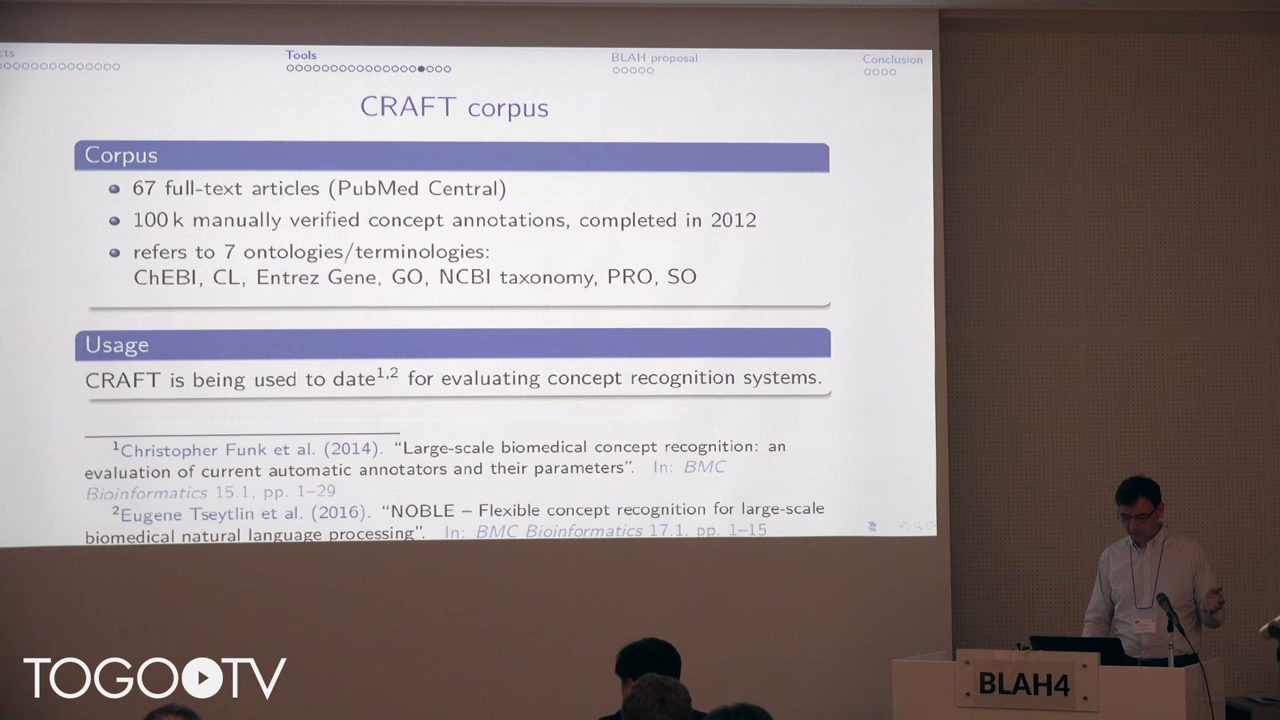 cts
Tools
BLAH proposal
Conclusion
CRAFT corpus
Corpus
67 full-text articles (PubMed Central)
100 k manually verified concept annotations, completed in 2012
refers to 7 ontologies/terminologies:
ChEBI, CL, Entrez Gene, GO, NCBI taxonomy, PRO, SO
Usage
CRAFT is being used to date1,2 for evaluating concept recognition systems.
1Christopher Funk et al. (2014). “Large-scale biomedical concept recognition: an
evaluation of current automatic annotators and their parameters”. In: BMC
Bioinformatics 15.1, pp. 1–29
2Eugene Tseytlin et al. (2016). “NOBLE – Flexible concept recognition for large-scale
biomedical natural language processing”. In: BMC Bioinformatics 17.1, pp. 1–15
BLAH4
TOGOTV